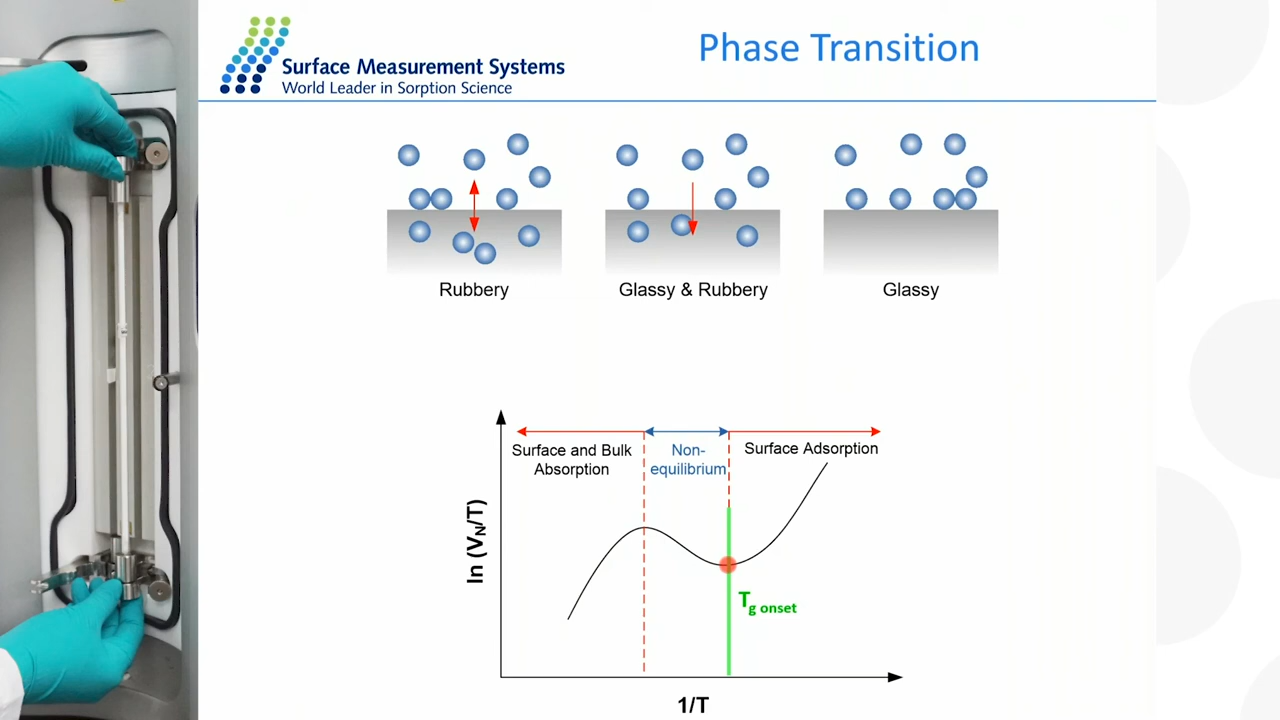 Surface Measurement Systems
World Leader in Sorption Science
Phase Transition
Rubbery
Glassy & Rubbery
Glassy
Surface and Bulk
Absorption
Non-
equilibrium
Surface Adsorption
ln (VN/T)
Tg onset
1/T